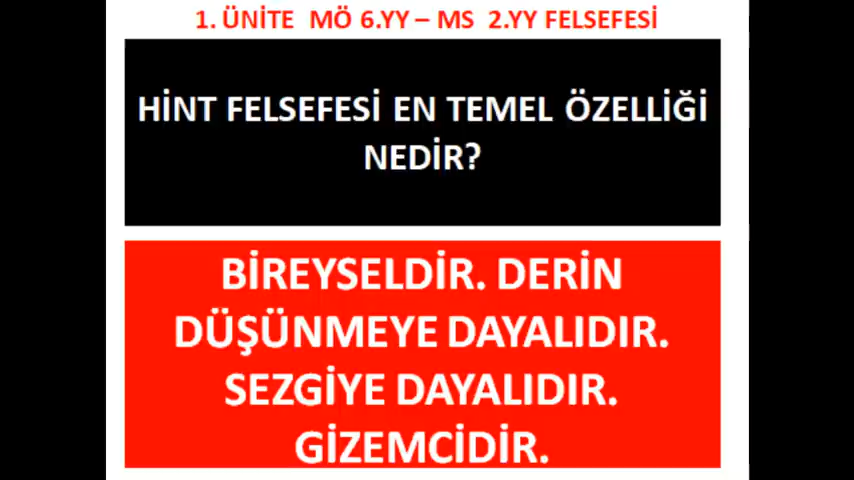 1. ÜNİTE MÖ 6.YY – MS 2.YY FELSEFESİ
HİNT FELSEFESİ EN TEMEL ÖZELLİĞİ
NEDİR?
BİREYSELDİR. DERİN
DÜŞÜNMEYE DAYALIDIR.
SEZGİYE DAYALIDIR.
GİZEMCİDİR.